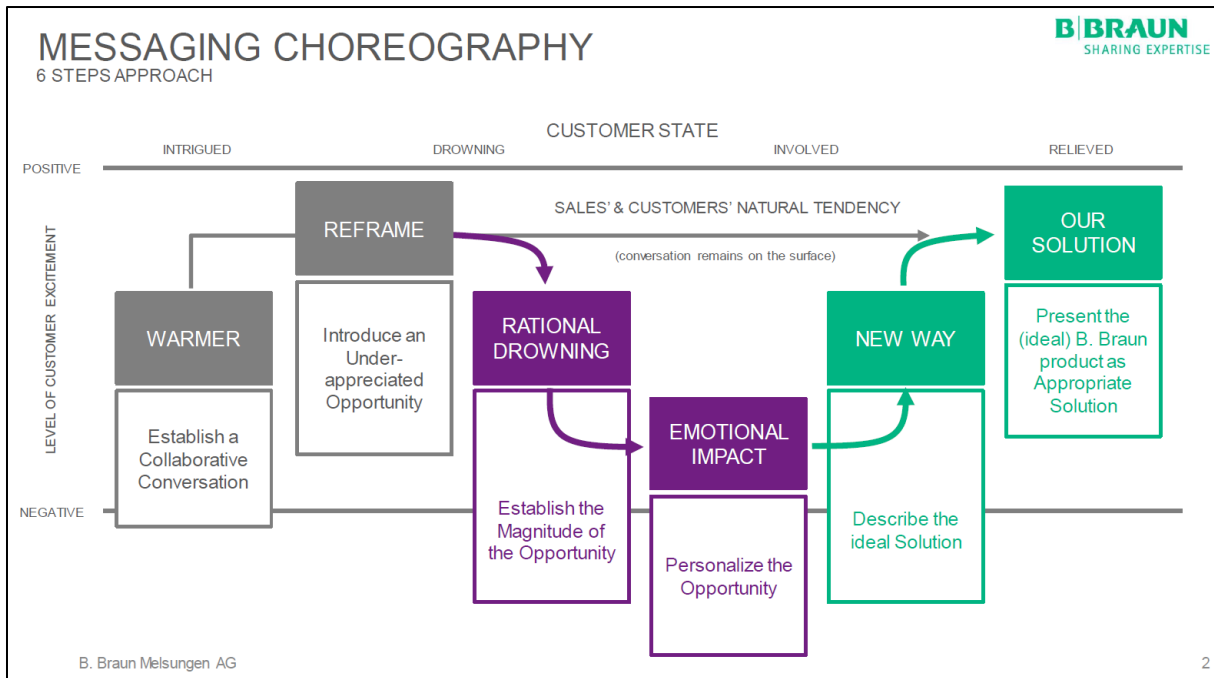 MESSAGING CHOREOGRAPHY
6 STEPS APPROACH
B|BRAUN
SHARING EXPERTISE
CUSTOMER STATE
INTRIGUED
DROWNING
INVOLVED
RELIEVED
POSITIVE
LEVEL OF CUSTOMER EXCITEMENT
NEGATIVE
SALES' & CUSTOMERS' NATURAL TENDENCY
(conversation remains on the surface)
WARMER
Establish a
Collaborative
Conversation
REFRAME
Introduce an
Under-
appreciated
Opportunity
RATIONAL
DROWNING
Establish the
Magnitude of
the Opportunity
EMOTIONAL
IMPACT
Personalize the
Opportunity
NEW WAY
Describe the
ideal Solution
OUR
SOLUTION
Present the
(ideal) B. Braun
product as
Appropriate
Solution
B. Braun Melsungen AG
2